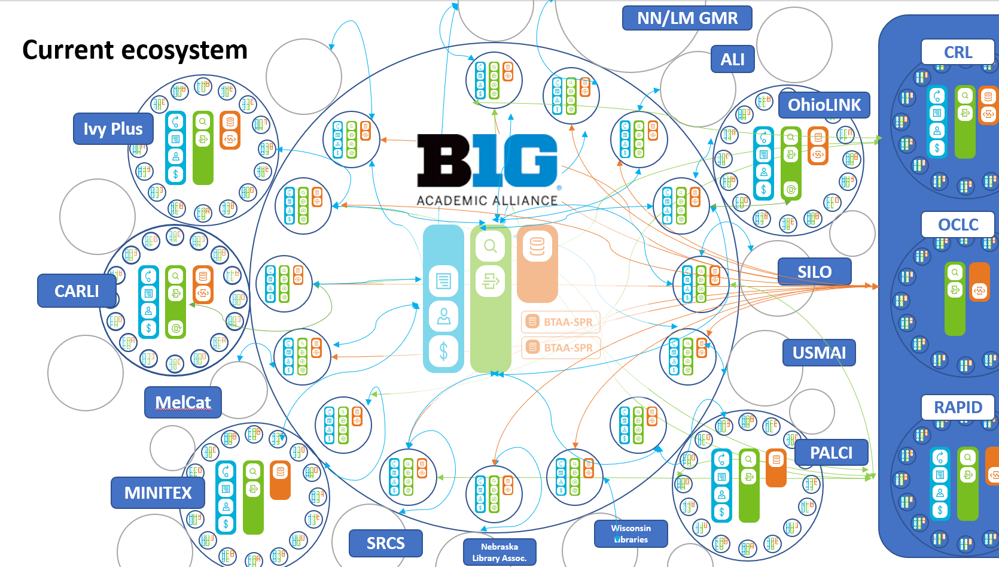 Current ecosystem
NN/LM GMR
ALI
CRL
OhioLINK
Ivy Plus
B1G
ACADEMIC ALLIANCE
OCLC
SILO
CARLI
BTAA-SPR
BTAA-SPR
USMAI
MelCat
RAPID
PALCI
MINITEX
SRCS
Nebraska
Library Assoc.
Wisconsin
Libraries